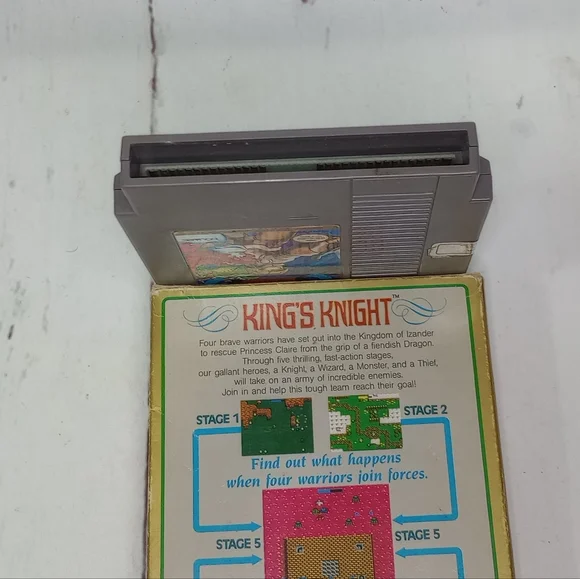 KING'S KNIGHT™
Four brave warriors have set out into the Kingdom of Izander
to rescue Princess Claire from the grip of a fiendish Dragon.
Through five thrilling, fast-action stages,
our gallant heroes, a Knight, a Wizard, a Monster, and a Thief,
will take on an army of incredible enemies.
Join in and help this tough team reach their goal!
STAGE 1
STAGE 2
Find out what happens
when four warriors join forces.
STAGE 5
STAGE 5